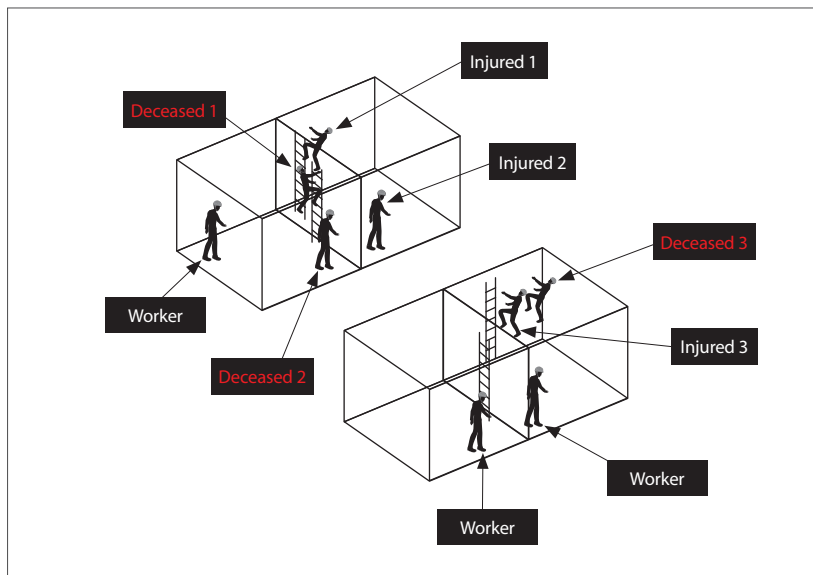 Injured 1
Deceased 1
Injured 2
Deceased 3
Worker
Injured 3
Deceased 2
Worker
Worker